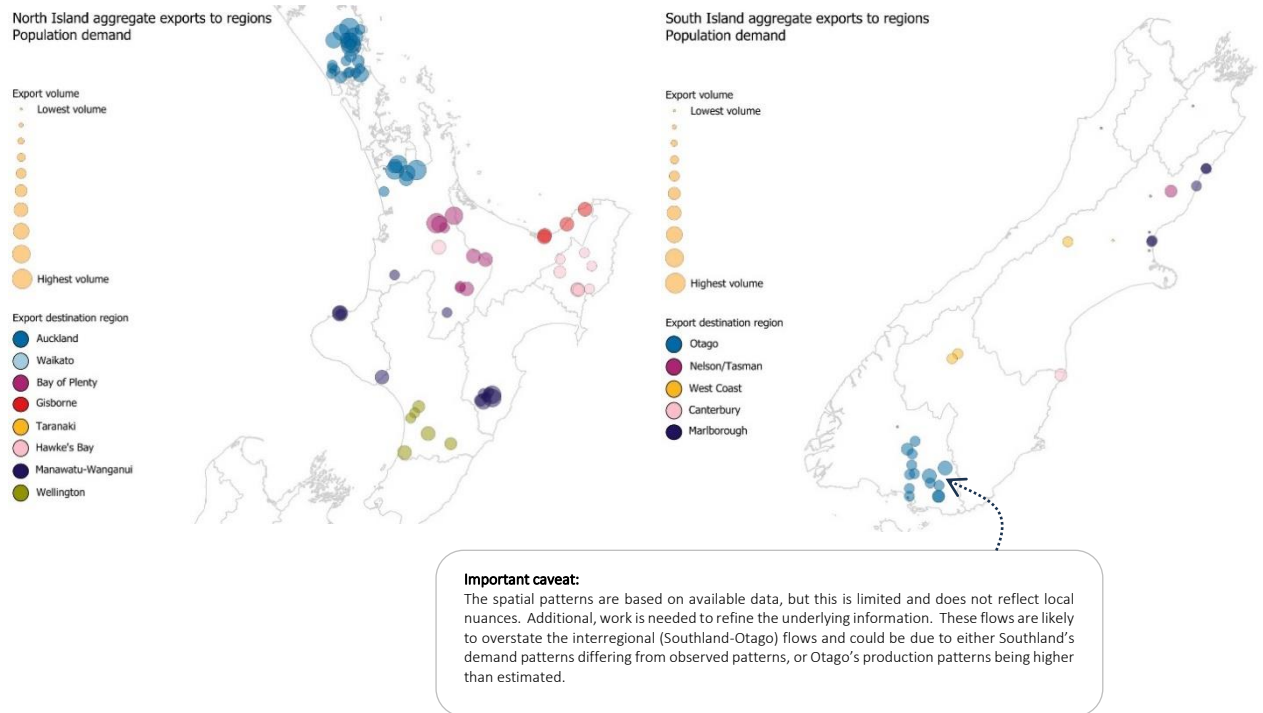 North Island aggregate exports to regions
Population demand
Export volume
Lowest volume
Highest volume
Export destination region
Auckland
Waikato
Bay of Plenty
Gisborne
Taranaki
Hawke's Bay
Manawatu-Wanganui
Wellington
South Island aggregate exports to regions
Population demand
Export volume
Lowest volume
Highest volume
Export destination region
Otago
Nelson/Tasman
West Coast
Canterbury
Marlborough
Important caveat:
The spatial patterns are based on available data, but this is limited and does not reflect local
nuances. Additional, work is needed to refine the underlying information. These flows are likely
to overstate the interregional (Southland-Otago) flows and could be due to either Southland's
demand patterns differing from observed patterns, or Otago's production patterns being higher
than estimated.